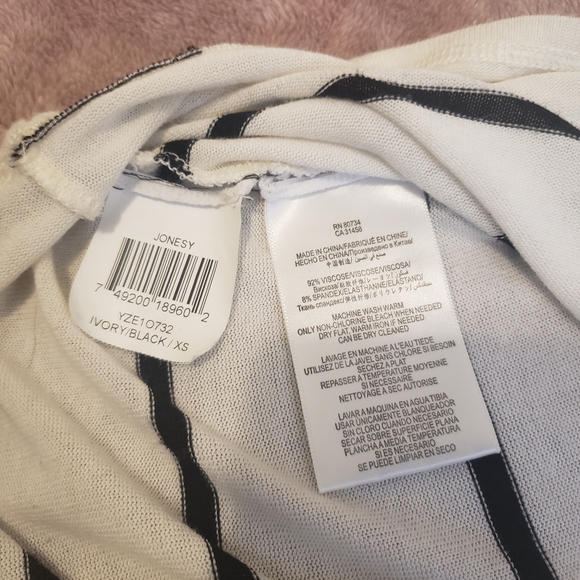 JONESY
7 49200 18960 2
YZE1O732
IVORY/BLACK / XS
RN 80734
CA 31458
MADE IN CHINA/FABRIQUÉ EN CHINE/
HECHO EN CHINA/Произведено в Китае/
92% VISCOSE/VISCOSE/VISCOSA/
8% SPANDEX/ELASTHANNE/ELASTANO/
MACHINE WASH WARM
ONLY NON-CHLORINE BLEACH WHEN NEEDED
DRY FLAT, WARM IRON IF NEEDED
CAN BE DRY CLEANED
LAVAGE EN MACHINE A L'EAU TIEDE
UTILISEZ DE LA JAVEL SANS CHLORE SI BESOIN
SECHEZ A PLAT
REPASSER À TEMPÉRATURE MOYENNE
SI NÉCESSAIRE
NETTOYAGE A SEC AUTORISE
LAVAR A MAQUINA EN AGUA TIBIA
USAR UNICAMENTE BLANQUEADOR
SIN CLORO CUANDO NECESARIO
SECAR SOBRE SUPERFICIE PLANA
PLANCHA A MEDIA TEMPERATURA
SI ES NECESARIO
SE PUEDE LIMPIAR EN SECO